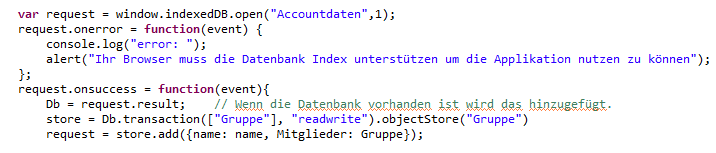 var request = window.indexedDB.open("Accountdaten",1);
request.onerror = function(event) {
console.log("error: ");
alert("Ihr Browser muss die Datenbank Index unterstützen um die Applikation nutzen zu können");
};
request.onsuccess = function(event){
Db = request.result; // Wenn die Datenbank vorhanden ist wird das hinzugefügt.
store = Db.transaction(["Gruppe"], "readwrite").objectStore("Gruppe")
request = store.add({name: name, Mitglieder: Gruppe});